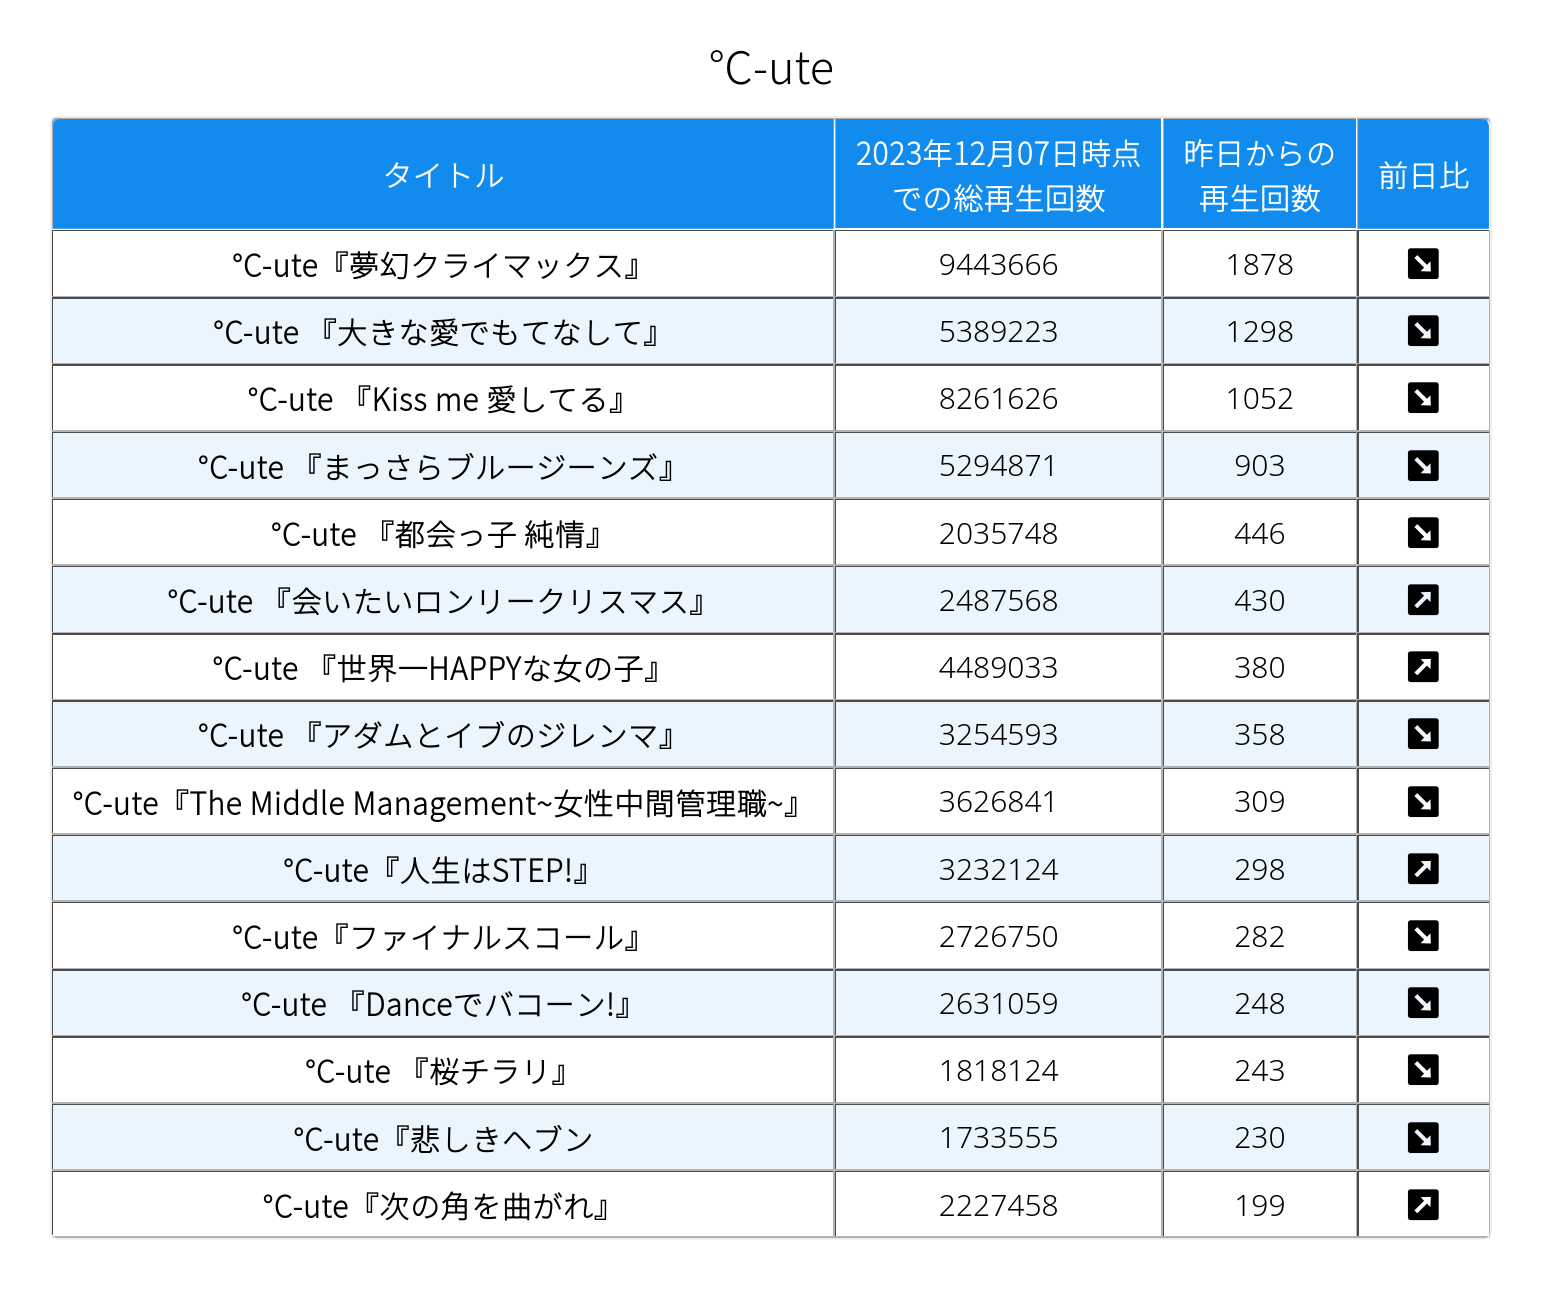 ℃-ute
タイトル
2023年12月07日時点
での総再生回数
昨日からの
再生回数
前日比
℃-ute『夢幻クライマックス』 9443666 1878 ↘
℃-ute 『大きな愛でもてなして』 5389223 1298 ↘
℃-ute 『Kiss me 愛してる』 8261626 1052 ↘
℃-ute 『まっさらブルージーンズ』 5294871 903 ↘
℃-ute 『都会っ子 純情』 2035748 446 ↘
℃-ute 『会いたいロンリークリスマス』 2487568 430 ↗
℃-ute 『世界一HAPPYな女の子』 4489033 380 ↗
℃-ute 『アダムとイブのジレンマ』 3254593 358 ↘
℃-ute『The Middle Management~女性中間管理職~』 3626841 309 ↘
℃-ute『人生はSTEP!』 3232124 298 ↗
℃-ute『ファイナルスコール』 2726750 282 ↘
℃-ute 『Danceでバコーン!』 2631059 248 ↘
℃-ute 『桜チラリ』 1818124 243 ↘
℃-ute『悲しきヘブン 1733555 230 ↘
℃-ute『次の角を曲がれ』 2227458 199 ↗